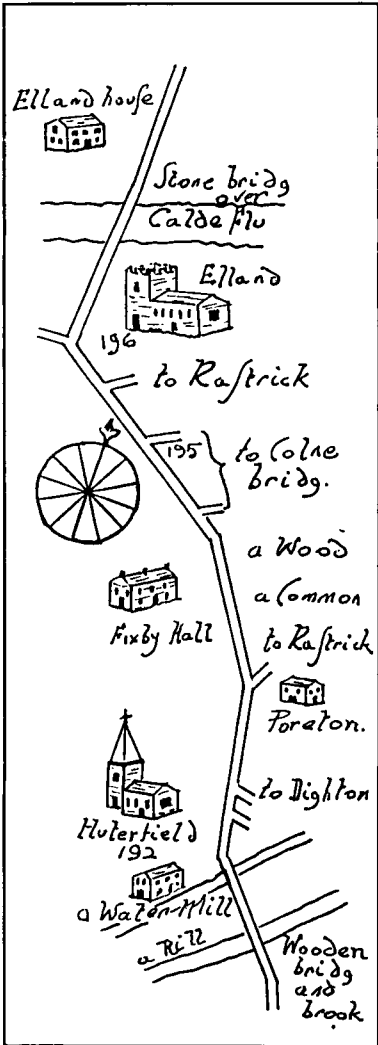 Elland house
Stone bridg
over
Calde Flu
Elland
196
to Raſtrick
195
to Colne
bridg.
a Wood
a Common
Fixby Hall
to Raſtrick
Poreton.
to Dighton
Huterfield
192
a Water-Mill
a Rill
Wooden
bridg
and
brook